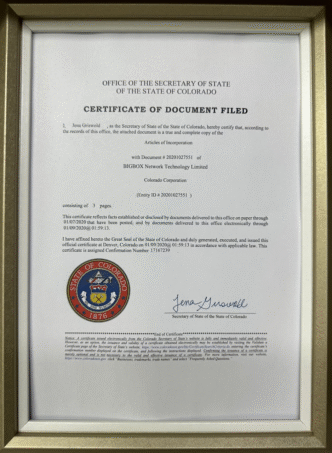 OFFICE OF THE SECRETARY OF STATE
OF THE STATE OF COLORADO
CERTIFICATE OF DOCUMENT FILED
I, Jena Griswold , as the Secretary of State of the State of Colorado, hereby certify that, according to
the records of this office, the attached document is a true and complete copy of the
Articles of Incorporation
with Document # 20201027551 of
BIGBOX Network Technology Limited
Colorado Corporation
(Entity ID # 20201027551 )
consisting of 3 pages.
This certificate reflects facts established or disclosed by documents delivered to this office on paper through
01/07/2020 that have been posted, and by documents delivered to this office electronically through
01/09/2020@ 01:59:13 .
I have affixed hereto the Great Seal of the State of Colorado and duly generated, executed, and issued this
official certificate at Denver, Colorado on 01/09/2020@ 01:59:13 in accordance with applicable law. This
certificate is assigned Confirmation Number
STATE OF COLORADO
1876
Jena Griswold
Secretary of State of the State of Colorado
End of Certificate